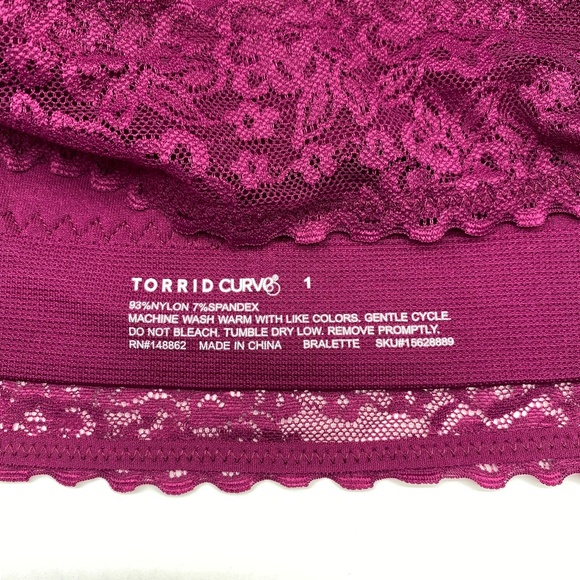 TORRID CURVE 1
93%NYLON 7%SPANDEX
MACHINE WASH WARM WITH LIKE COLORS. GENTLE CYCLE.
DO NOT BLEACH. TUMBLE DRY LOW. REMOVE PROMPTLY.
RN#148862 MADE IN CHINA BRALETTE SKU#15628889